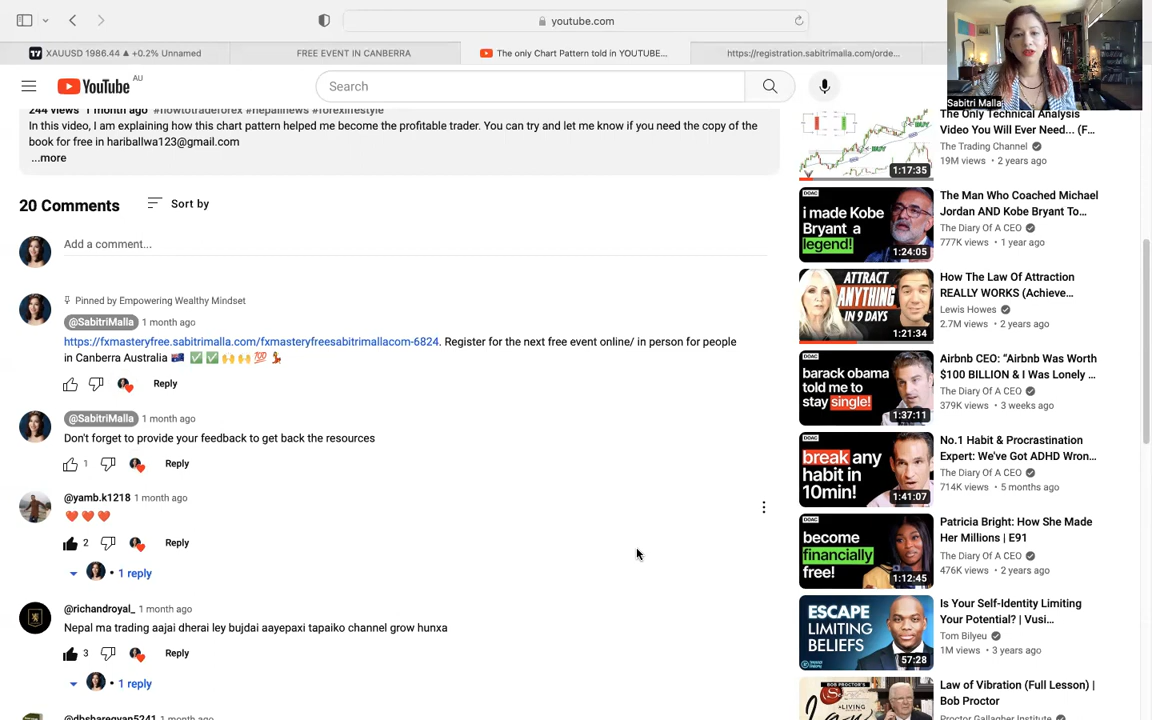 youtube.com
XAUUSD 1986.44 ▲ +0.2% Unnamed
FREE EVENT IN CANBERRA
The only Chart Pattern told in YOUTUBE...
https://registration.sabitrimalla.com/orde...
Sabitri Malla
YouTube AU
Search
244 views 1 month ago #howtotradeforex #nepalinews #forexlifestyle
In this video, I am explaining how this chart pattern helped me become the profitable trader. You can try and let me know if you need the copy of the
book for free in hariballwa123@gmail.com
...more
20 Comments
Sort by
Add a comment...
Pinned by Empowering Wealthy Mindset
@SabitriMalla 1 month ago
https://fxmasteryfree.sabitrimalla.com/fxmasteryfreesabitrimallacom-6824. Register for the next free event online/ in person for people
in Canberra Australia 🇦🇺 ✅✅🙌🙌💯💃
Reply
@SabitriMalla 1 month ago
Don't forget to provide your feedback to get back the resources
1 Reply
@yamb.k1218 1 month ago
❤️❤️❤️
2 Reply
• 1 reply
@richandroyal_ 1 month ago
Nepal ma trading aajai dherai ley bujdai aayepaxi tapaiko channel grow hunxa
3 Reply
• 1 reply
@dbsharegyan5241 1 month ago
The Only Technical Analysis
Video You Will Ever Need... (F...
The Trading Channel
19M views • 2 years ago
1:17:35
DOAC
i made Kobe
Bryant a
legend!
1:24:05
The Man Who Coached Michael
Jordan AND Kobe Bryant To...
The Diary Of A CEO
777K views • 1 year ago
ATTRACT
ANYTHING
IN 9 DAYS
1:21:34
How The Law Of Attraction
REALLY WORKS (Achieve...
Lewis Howes
2.7M views • 2 years ago
DOAC
barack obama
told me to
stay single!
1:37:11
Airbnb CEO: “Airbnb Was Worth
$100 BILLION & I Was Lonely ...
The Diary Of A CEO
379K views • 3 weeks ago
DOAC
break any
habit in
10min!
1:41:07
No.1 Habit & Procrastination
Expert: We've Got ADHD Wron...
The Diary Of A CEO
714K views • 5 months ago
DOAC
become
financially
free!
1:12:45
Patricia Bright: How She Made
Her Millions | E91
The Diary Of A CEO
476K views • 2 years ago
ESCAPE
LIMITING
BELIEFS
57:28
Is Your Self-Identity Limiting
Your Potential? | Vusi...
Tom Bilyeu
1M views • 3 years ago
BOB PROCTOR'S
Law of Vibration (Full Lesson) |
Bob Proctor
Proctor Gallagher Institute